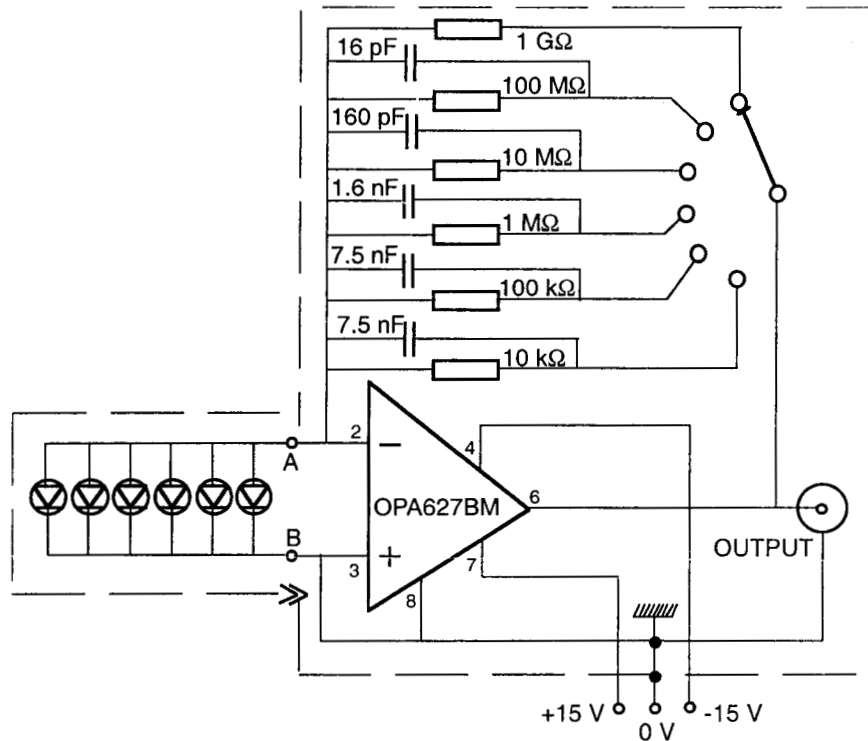 1 GΩ
16 pF
100 MΩ
160 pF
10 MΩ
1.6 nF
1 MΩ
7.5 nF
100 kΩ
7.5 nF
10 kΩ
A
2
4
OPA627BM
6
B
3
7
8
OUTPUT
+15 V
0 V
-15 V